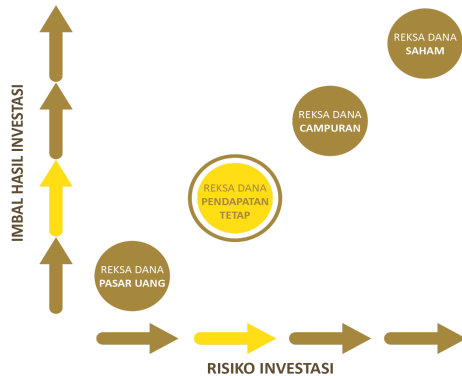 REKSA DANA
SAHAM
REKSA DANA
CAMPURAN
REKSA DANA
PENDAPATAN
TETAP
REKSA DANA
PASAR UANG
IMBAL HASIL INVESTASI
RISIKO INVESTASI